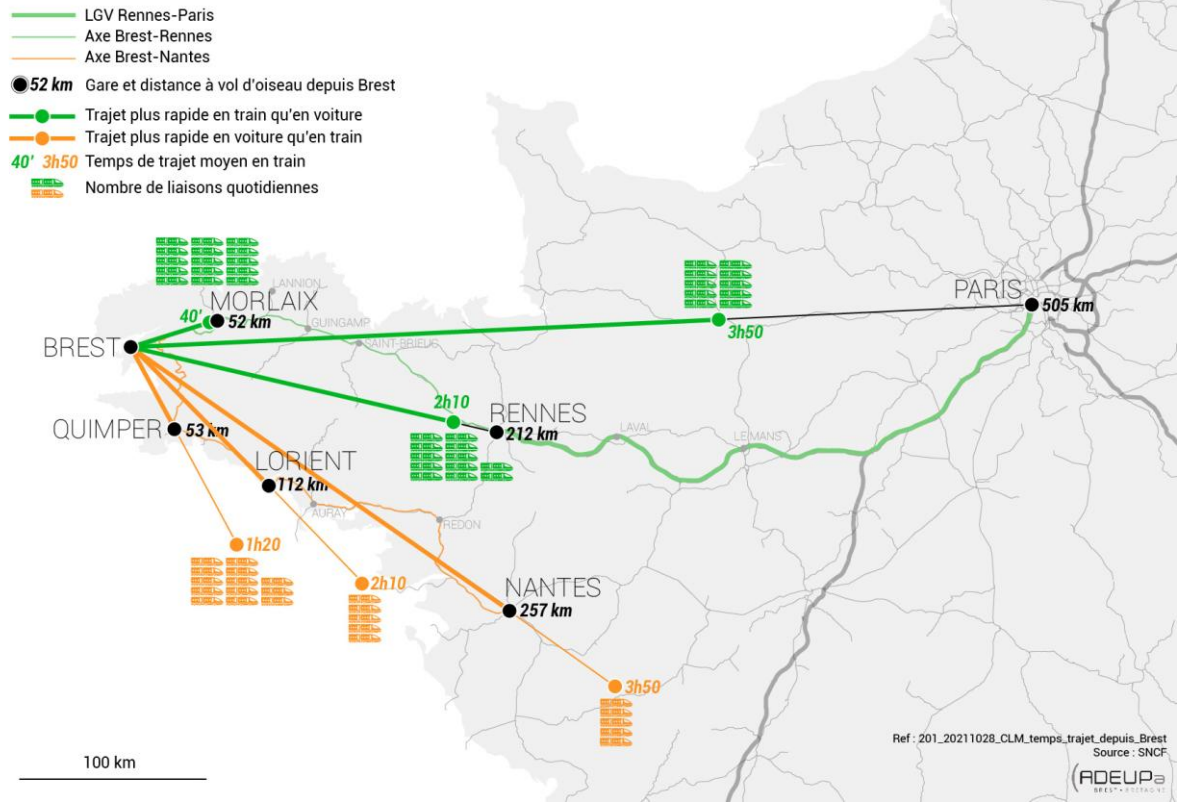 LGV Rennes-Paris
Axe Brest-Rennes
Axe Brest-Nantes
52 km Gare et distance à vol d'oiseau depuis Brest
Trajet plus rapide en train qu'en voiture
Trajet plus rapide en voiture qu'en train
40' 3h50 Temps de trajet moyen en train
Nombre de liaisons quotidiennes
LANNION
MORLAIX
40'
52 km
GUINGAMP
SAINT-BRIEUC
BREST
PARIS
505 km
3h50
2h10
RENNES
212 km
LAVAL
LE MANS
QUIMPER
53 km
LORIENT
112 km
AURAY
REDON
1h20
2h10
NANTES
257 km
3h50
100 km
Ref : 201_20211028_CLM_temps_trajet_depuis_Brest
Source : SNCF
ADEUPa
BREST • BRETAGNE